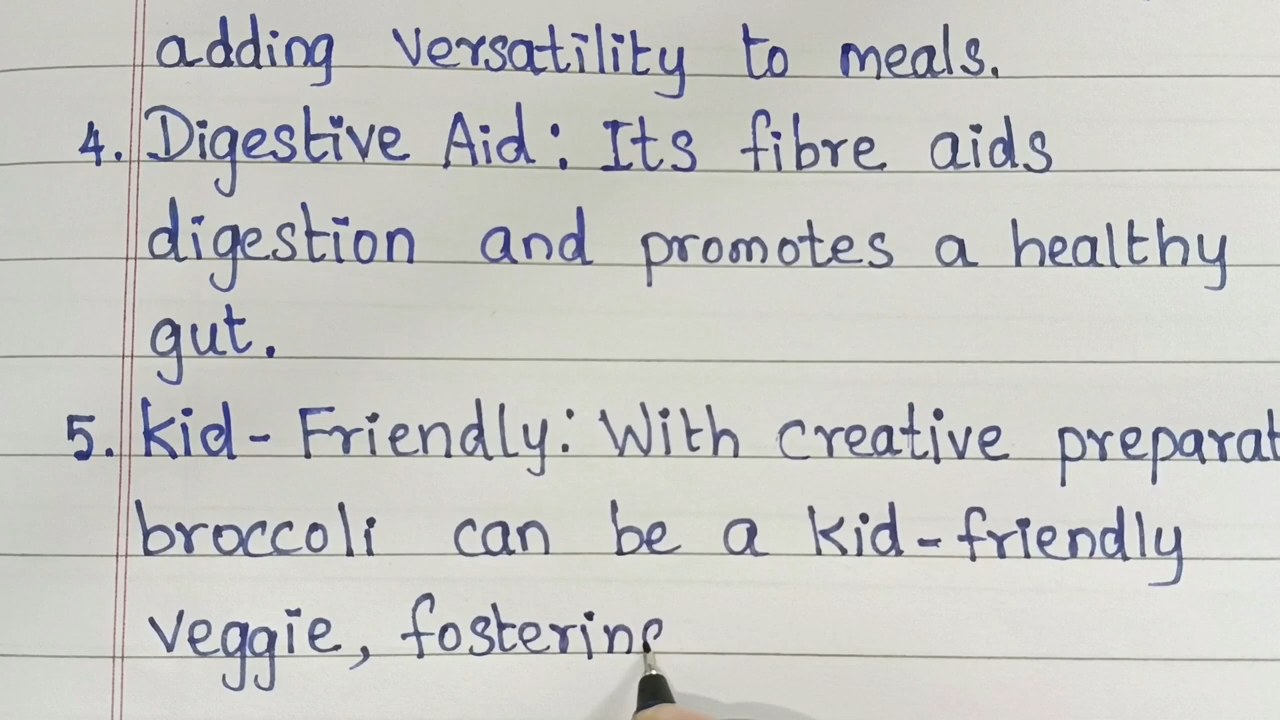 adding versatility to meals.
4. Digestive Aid: Its fibre aids
digestion and promotes a healthy
gut.
5. Kid-Friendly: With creative preparat
broccoli can be a kid-friendly
veggie, fostering